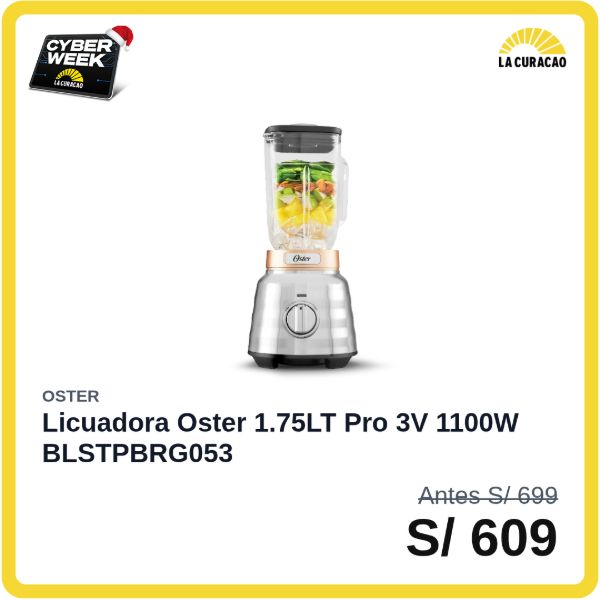 CYBER
WEEK
LA CURACAO
LA CURACAO
Oster
OSTER
Licuadora Oster 1.75LT Pro 3V 1100W
BLSTPBRG053
Antes S/ 699
S/ 609